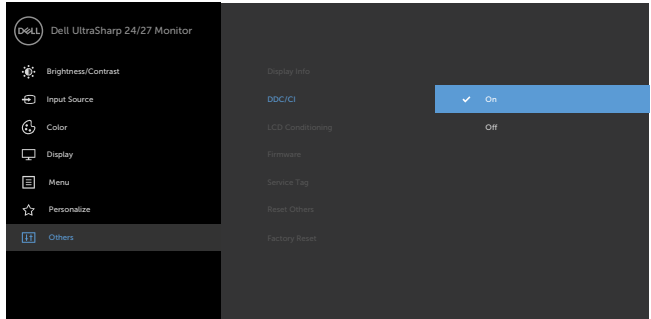 DELL Dell UltraSharp 24/27 Monitor
Brightness/Contrast
Input Source
Color
Display
Menu
Personalize
Others
Display Info
DDC/CI
LCD Conditioning
Firmware
Service Tag
Reset Others
Factory Reset
On
Off